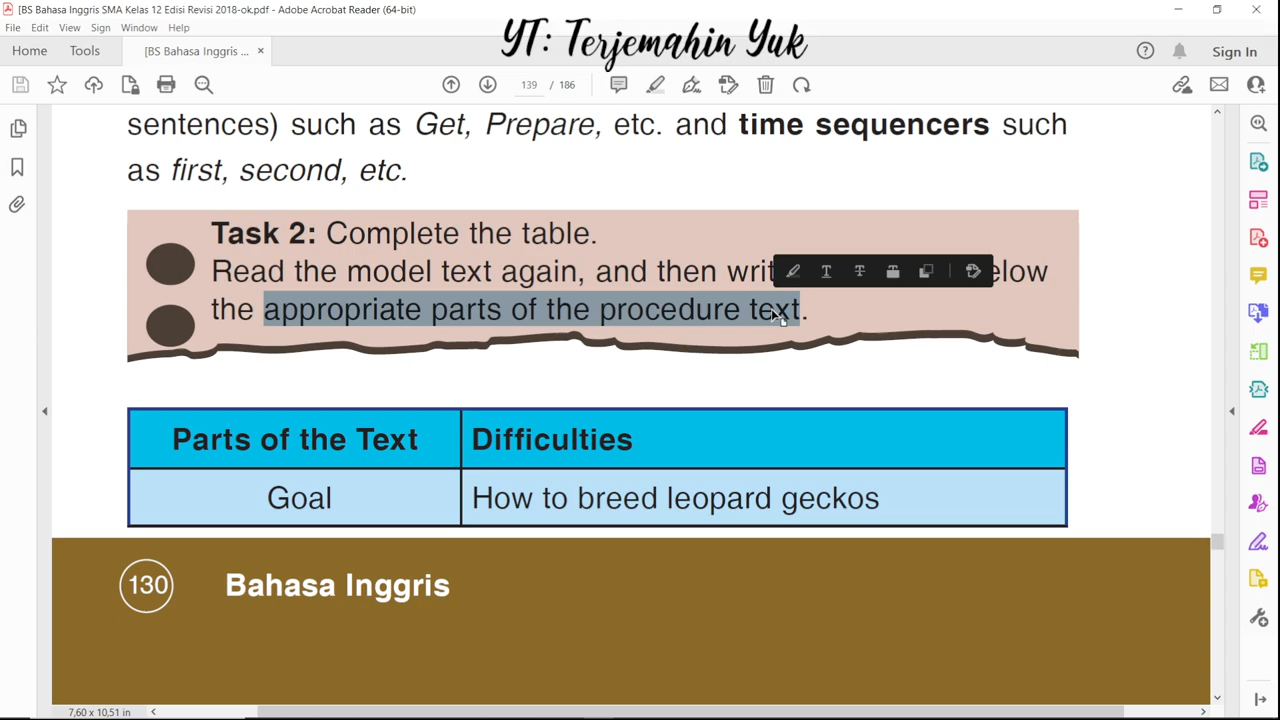 [BS Bahasa Inggris SMA Kelas 12 Edisi Revisi 2018-ok.pdf - Adobe Acrobat Reader (64-bit)
File Edit View Sign Window Help
YT: Terjemahin Yuk
Home Tools [BS Bahasa Inggris ... × Sign In
139 / 186
sentences) such as Get, Prepare, etc. and time sequencers such
as first, second, etc.
Task 2: Complete the table.
Read the model text again, and then writ elow
the appropriate parts of the procedure text.
Parts of the Text Difficulties
Goal How to breed leopard geckos
130 Bahasa Inggris
7,60 x 10,51 in